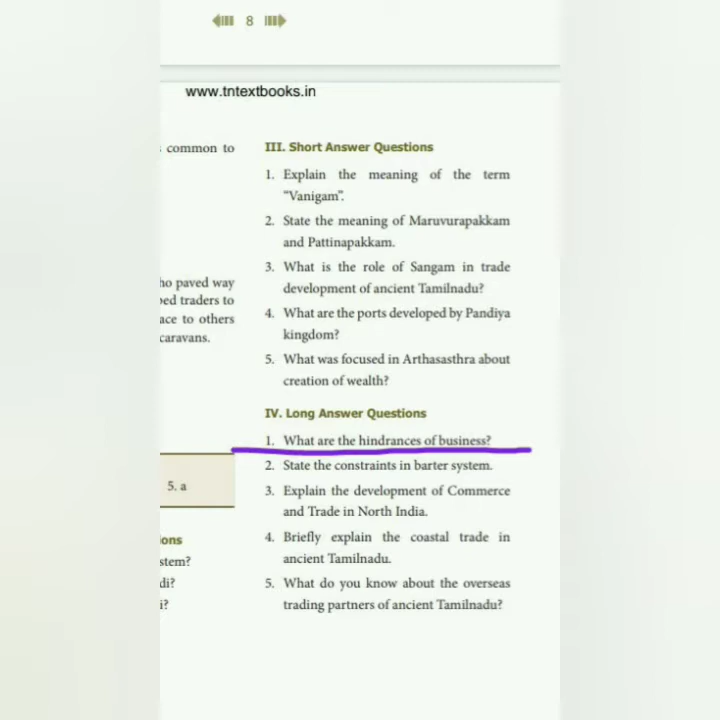 8
www.tntextbooks.in
common to
ho paved way
ped traders to
ace to others
caravans.
5. a
ons
stem?
di?
i?
III. Short Answer Questions
1. Explain the meaning of the term
“Vanigam”.
2. State the meaning of Maruvurapakkam
and Pattinapakkam.
3. What is the role of Sangam in trade
development of ancient Tamilnadu?
4. What are the ports developed by Pandiya
kingdom?
5. What was focused in Arthasasthra about
creation of wealth?
IV. Long Answer Questions
1. What are the hindrances of business?
2. State the constraints in barter system.
3. Explain the development of Commerce
and Trade in North India.
4. Briefly explain the coastal trade in
ancient Tamilnadu.
5. What do you know about the overseas
trading partners of ancient Tamilnadu?